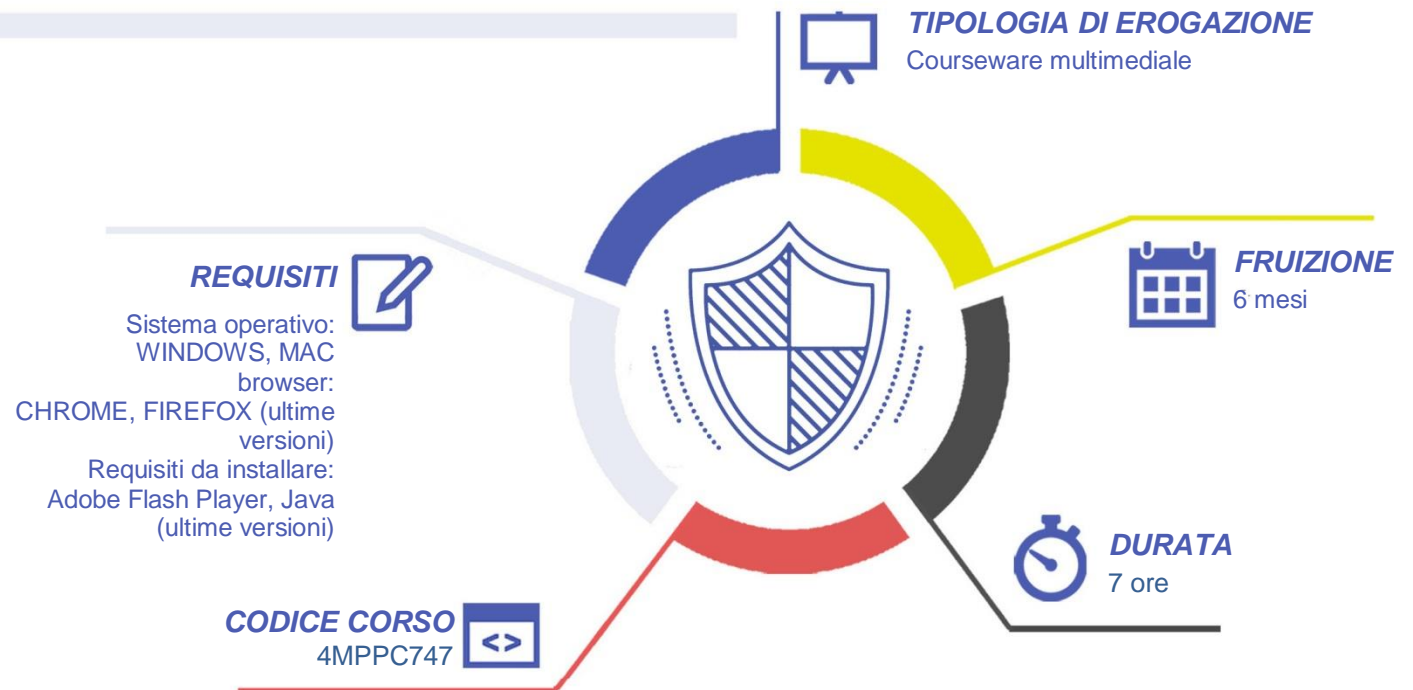 TIPOLOGIA DI EROGAZIONE
Courseware multimediale
FRUIZIONE
6 mesi
REQUISITI
Sistema operativo:
WINDOWS, MAC
browser:
CHROME, FIREFOX (ultime
versioni)
Requisiti da installare:
Adobe Flash Player, Java
(ultime versioni)
DURATA
7 ore
CODICE CORSO
4MPPC747
<>